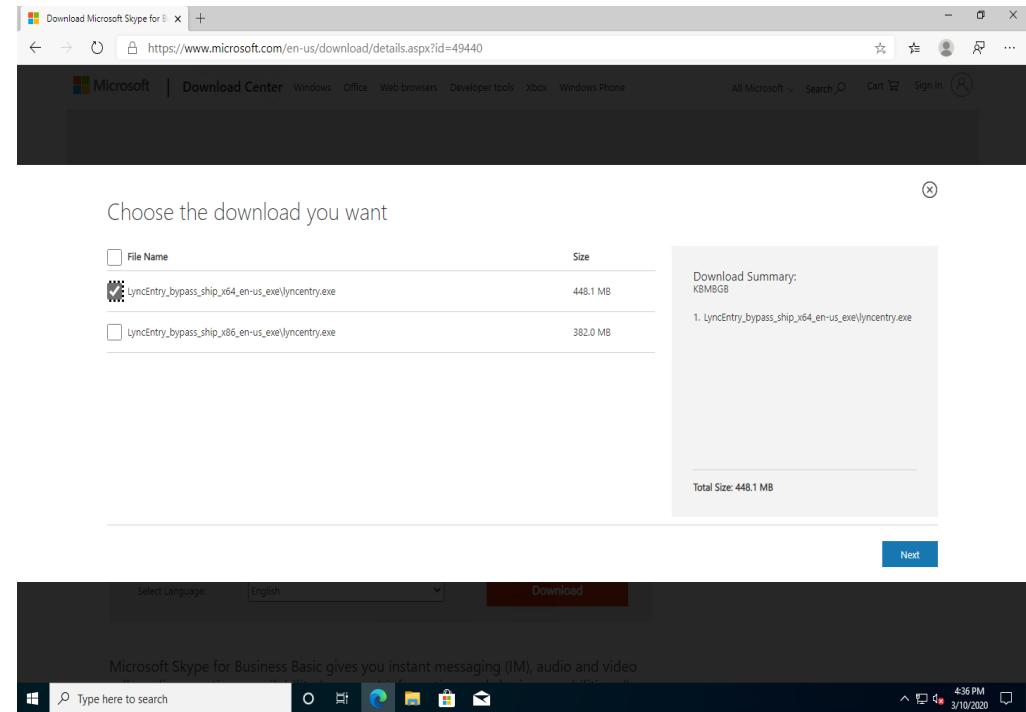 Download Microsoft Skype for B
https://www.microsoft.com/en-us/download/details.aspx?id=49440
Microsoft Download Center Windows Office Web browsers Developer tools Xbox Windows Phone All Microsoft Search Cart Sign in
Choose the download you want
File Name Size
LyncEntry_bypass_ship_x64_en-us_exe\lyncentry.exe 448.1 MB
LyncEntry_bypass_ship_x86_en-us_exe\lyncentry.exe 382.0 MB
Download Summary:
KBMBGB
1. LyncEntry_bypass_ship_x64_en-us_exe\lyncentry.exe
Total Size: 448.1 MB
Next
Select Language: English Download
Microsoft Skype for Business Basic gives you instant messaging (IM), audio and video
Type here to search
4:36 PM
3/10/2020